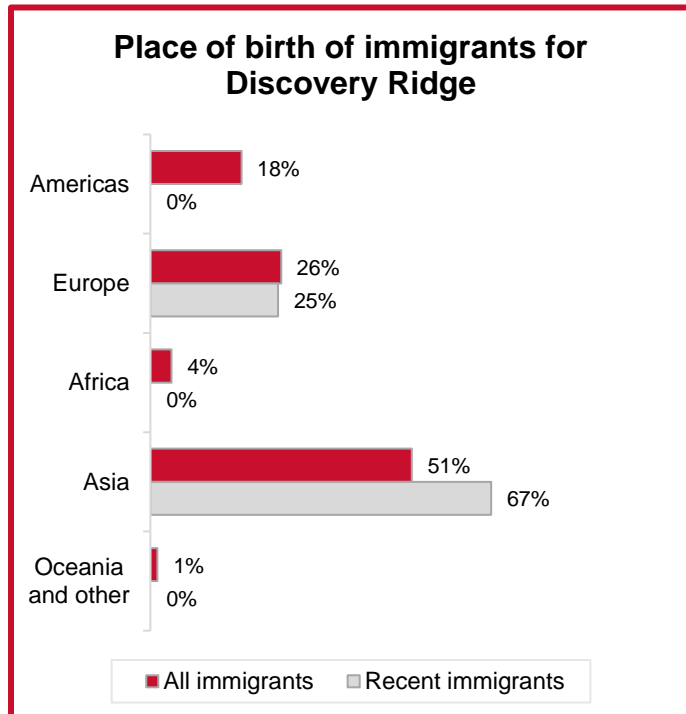 Place of birth of immigrants for
Discovery Ridge
Americas
18%
0%
Europe
26%
25%
Africa
4%
0%
Asia
51%
67%
Oceania
and other
1%
0%
All immigrants
Recent immigrants